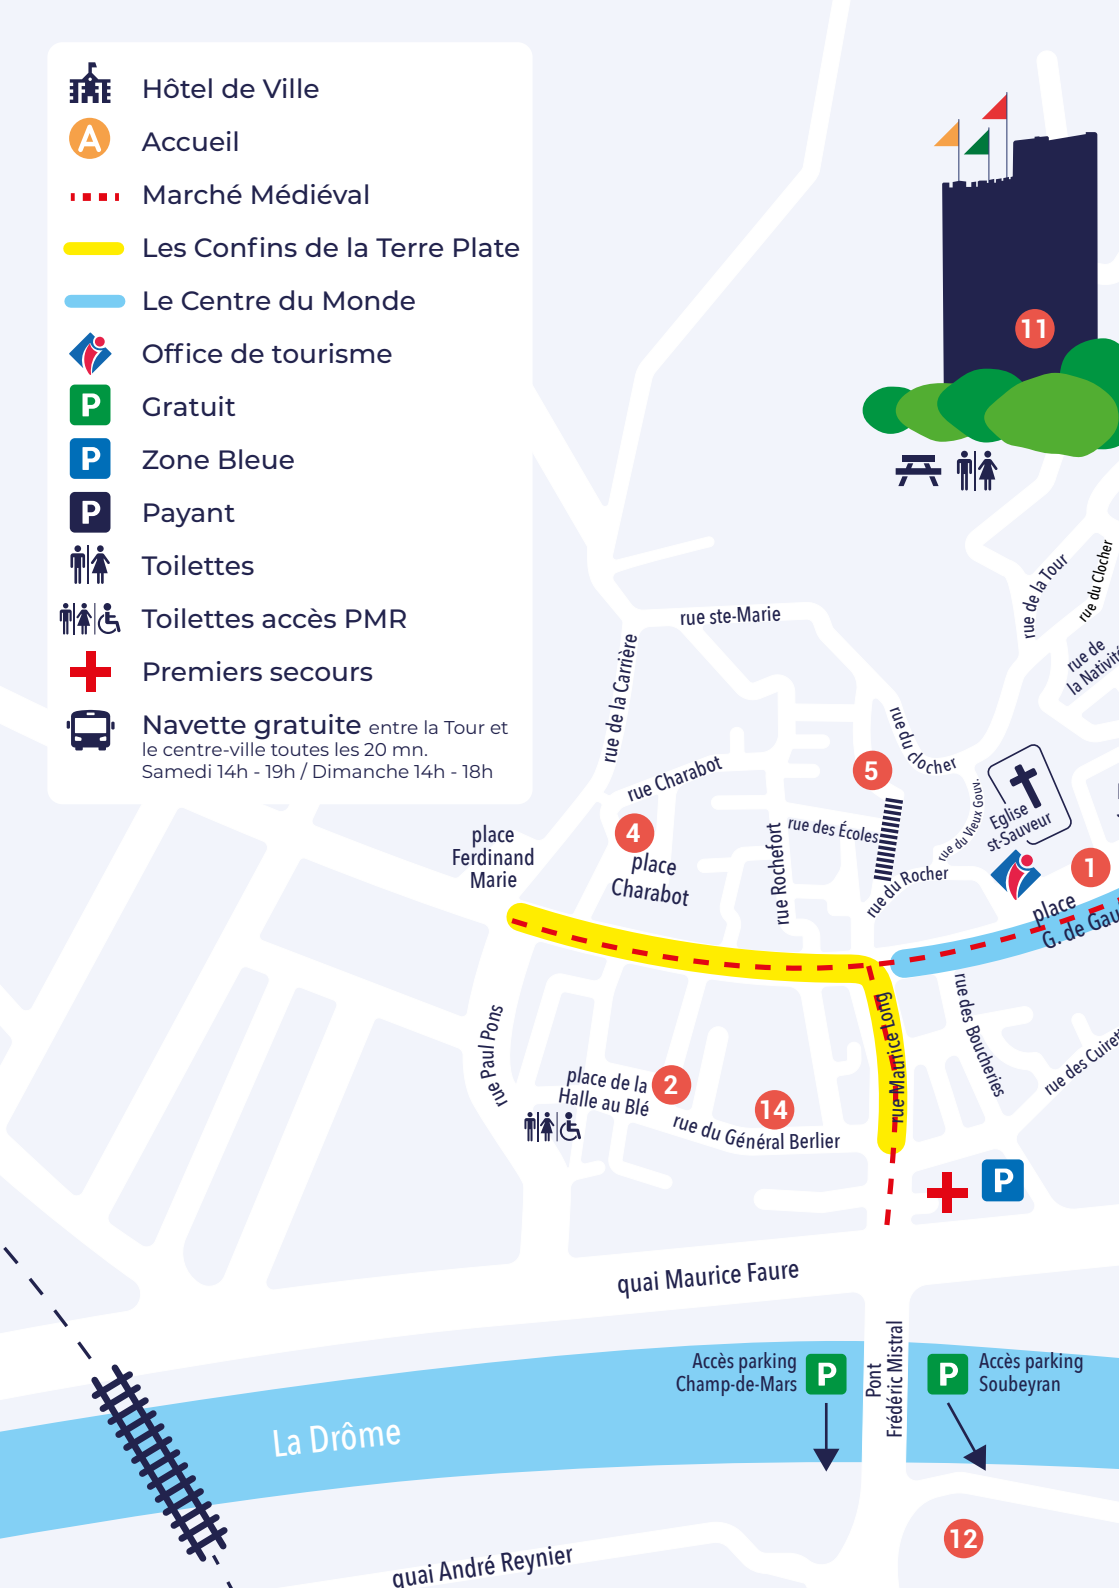 Hôtel de Ville
A
Accueil
Marché Médiéval
Les Confins de la Terre Plate
Le Centre du Monde
Office de tourisme
P
Gratuit
P
Zone Bleue
P
Payant
Toilettes
Toilettes accès PMR
Premiers secours
Navette gratuite entre la Tour et
le centre-ville toutes les 20 mn.
Samedi 14h - 19h / Dimanche 14h - 18h
11
rue de la Tour
rue du Clocher
rue de
la Nativité
rue ste-Marie
rue de la Carrière
rue du clocher
rue Charabot
5
rue du Vieux Gouv.
Eglise
st-Sauveur
4
place
Charabot
rue Rochefort
rue des Écoles
rue du Rocher
1
place
G. de Gau
place
Ferdinand
Marie
rue Maurice Long
rue des Boucheries
rue des Cuiret
rue Paul Pons
place de la
Halle au Blé
2
14
rue du Général Berlier
P
quai Maurice Faure
Accès parking
Champ-de-Mars
P
Pont
Frédéric Mistral
P
Accès parking
Soubeyran
La Drôme
12
quai André Reynier